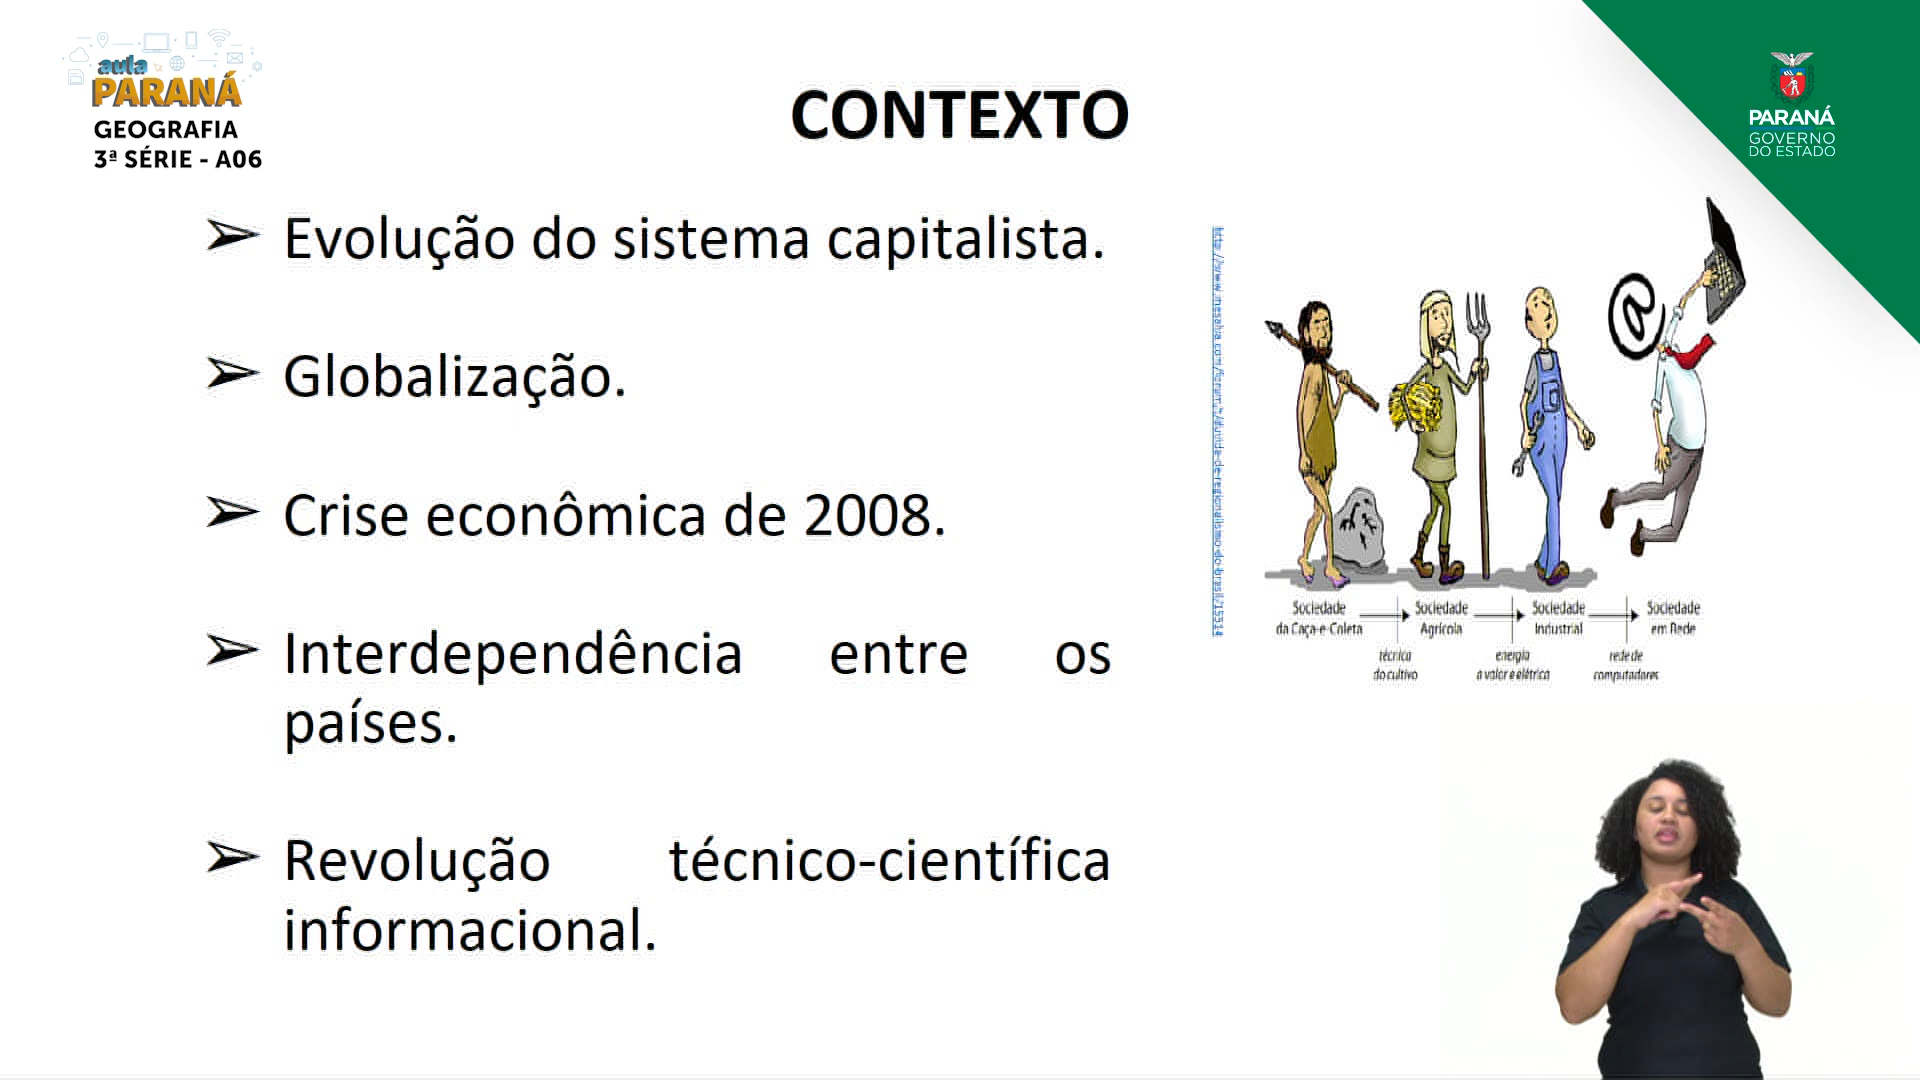 aula
PARANÁ
GEOGRAFIA
3ª SÉRIE - A06
CONTEXTO
PARANÁ
GOVERNO
DO ESTADO
➢ Evolução do sistema capitalista.
➢ Globalização.
➢ Crise econômica de 2008.
➢ Interdependência entre os
países.
➢ Revolução técnico-científica
informacional.
@
Sociedade
da Caça-e-Coleta
Sociedade
Agrícola
Sociedade
Industrial
Sociedade
em Rede
técnica
do cultivo
energia
a valor e elétrica
rede de
computadores